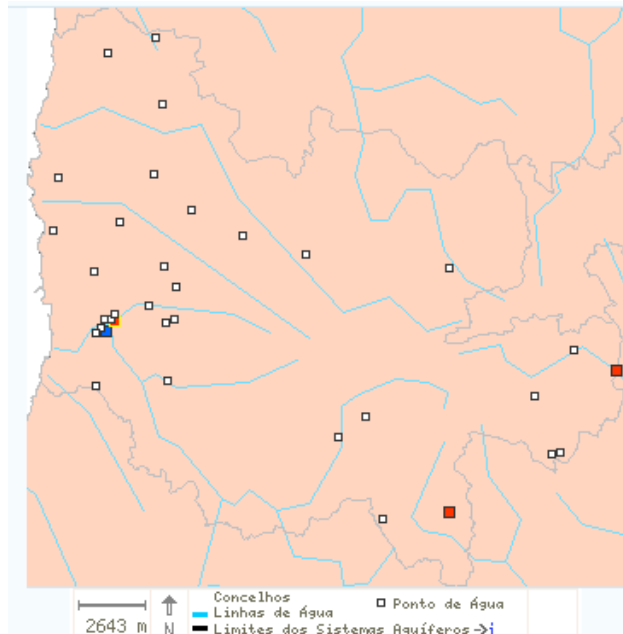 Concelhos
Linhas de Água
Ponto de Água
2643 m
N
Limites dos Sistemas Aquíferos
i